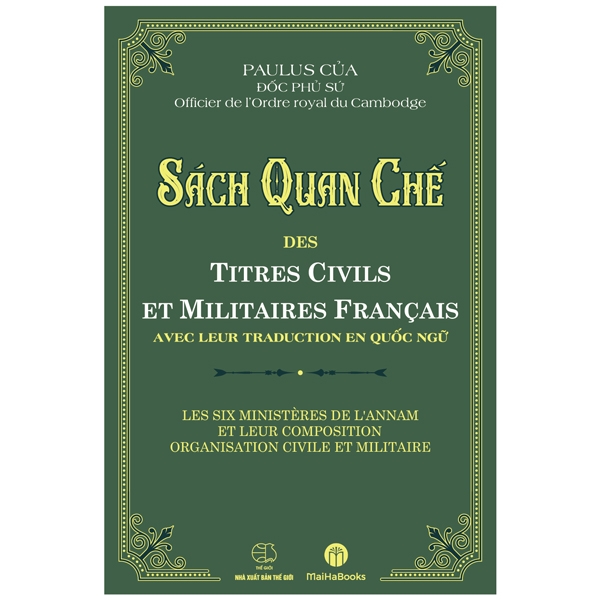 PAULUS CỦA
ĐỐC PHỦ SỨ
Officier de l'Ordre royal du Cambodge
SÁCH QUAN CHẾ
DES
TITRES CIVILS
ET MILITAIRES FRANÇAIS
AVEC LEUR TRADUCTION EN QUỐC NGỮ
LES SIX MINISTÈRES DE L'ANNAM
ET LEUR COMPOSITION
ORGANISATION CIVILE ET MILITAIRE
THẾ GIỚI
NHÀ XUẤT BẢN THẾ GIỚI
MaiHaBooks